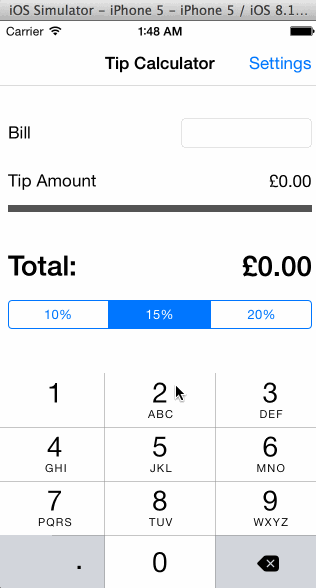 iOS Simulator – iPhone 5 – iPhone 5 / iOS 8.1...
Carrier 1:48 AM
Tip Calculator Settings
Bill
Tip Amount £0.00
Total: £0.00
10% 15% 20%
1 2 3
ABC DEF
4 5 6
GHI JKL MNO
7 8 9
PQRS TUV WXYZ
. 0